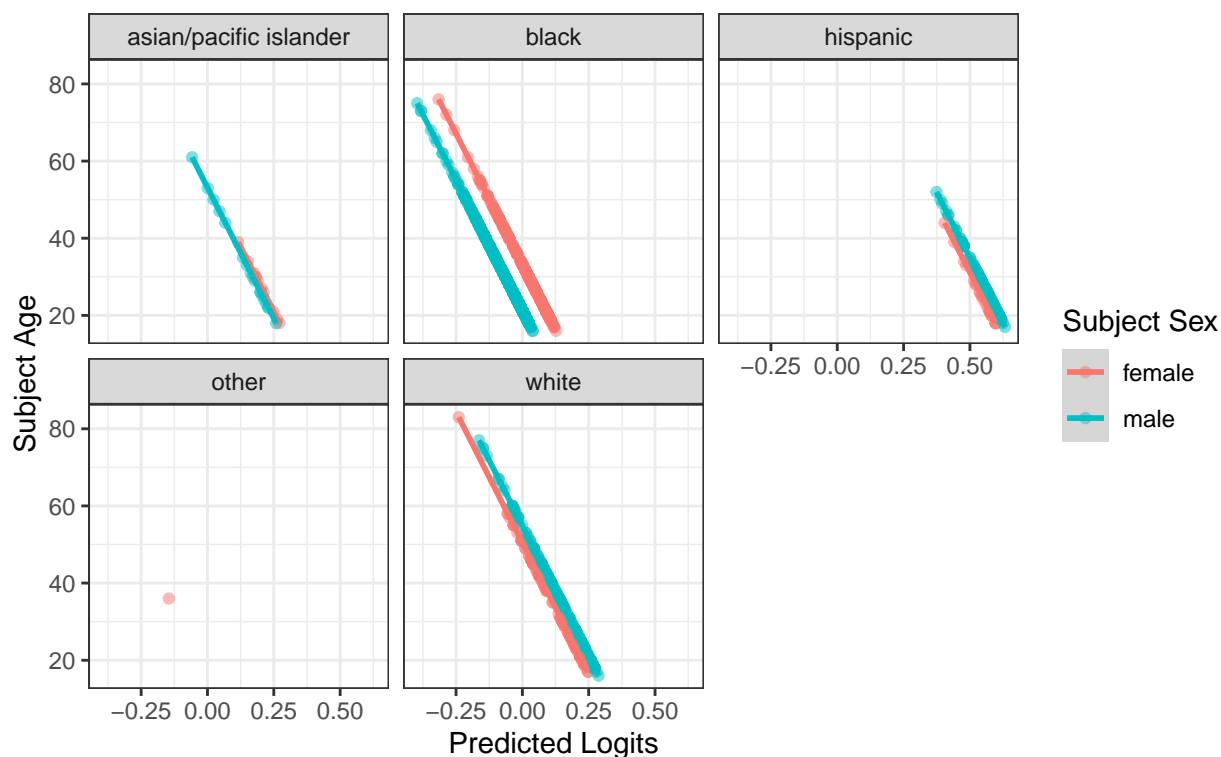 asian/pacific islander
black
hispanic
80
60
40
20
−0.25 0.00 0.25 0.50
other
white
80
60
40
20
−0.25 0.00 0.25 0.50
−0.25 0.00 0.25 0.50
Predicted Logits
Subject Age
Subject Sex
female
male